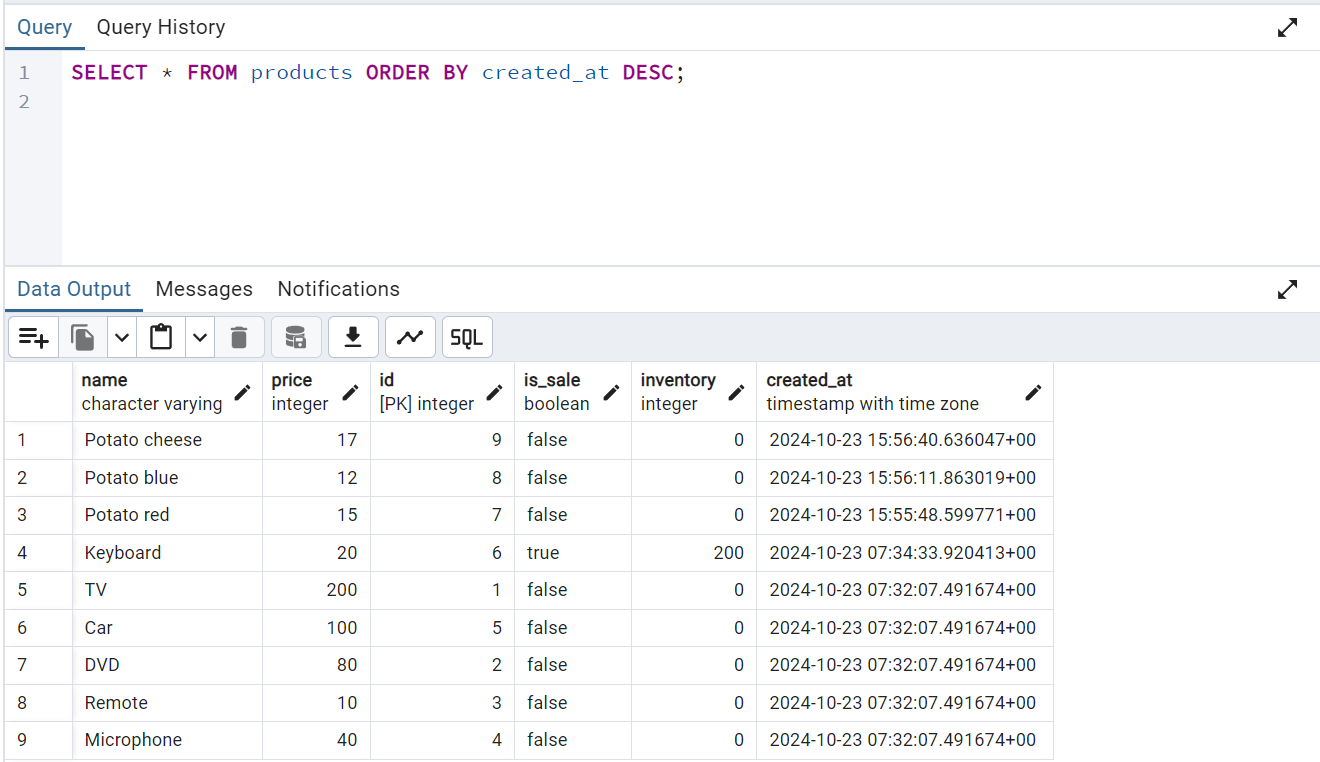 Query Query History
1 SELECT * FROM products ORDER BY created_at DESC;
2
Data Output Messages Notifications
SQL
name price id is_sale inventory created_at
character varying integer [PK] integer boolean integer timestamp with time zone
1 Potato cheese 17 9 false 0 2024-10-23 15:56:40.636047+00
2 Potato blue 12 8 false 0 2024-10-23 15:56:11.863019+00
3 Potato red 15 7 false 0 2024-10-23 15:55:48.599771+00
4 Keyboard 20 6 true 200 2024-10-23 07:34:33.920413+00
5 TV 200 1 false 0 2024-10-23 07:32:07.491674+00
6 Car 100 5 false 0 2024-10-23 07:32:07.491674+00
7 DVD 80 2 false 0 2024-10-23 07:32:07.491674+00
8 Remote 10 3 false 0 2024-10-23 07:32:07.491674+00
9 Microphone 40 4 false 0 2024-10-23 07:32:07.491674+00